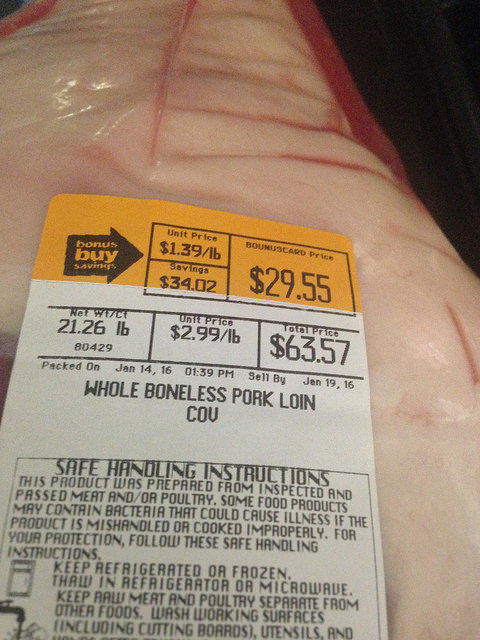 bonus
buy
savings
Unit Price
$1.39/lb
Savings
$34.02
BOUNUSCARD Price
$29.55
Net Wt/Ct
21.26 lb
80429
Unit Price
$2.99/lb
Total Price
$63.57
Packed On Jan 14, 16 01:39 PM Sell By Jan 19, 16
WHOLE BONELESS PORK LOIN
COV
SAFE HANDLING INSTRUCTIONS
THIS PRODUCT WAS PREPARED FROM INSPECTED AND
PASSED MEAT AND/OR POULTRY. SOME FOOD PRODUCTS
MAY CONTAIN BACTERIA THAT COULD CAUSE ILLNESS IF THE
PRODUCT IS MISHANDLED OR COOKED IMPROPERLY. FOR
YOUR PROTECTION, FOLLOW THESE SAFE HANDLING
INSTRUCTIONS.
KEEP REFRIGERATED OR FROZEN.
THAW IN REFRIGERATOR OR MICROWAVE.
KEEP RAW MEAT AND POULTRY SEPARATE FROM
OTHER FOODS. WASH WORKING SURFACES
(INCLUDING CUTTING BOARDS), UTENSILS, AND